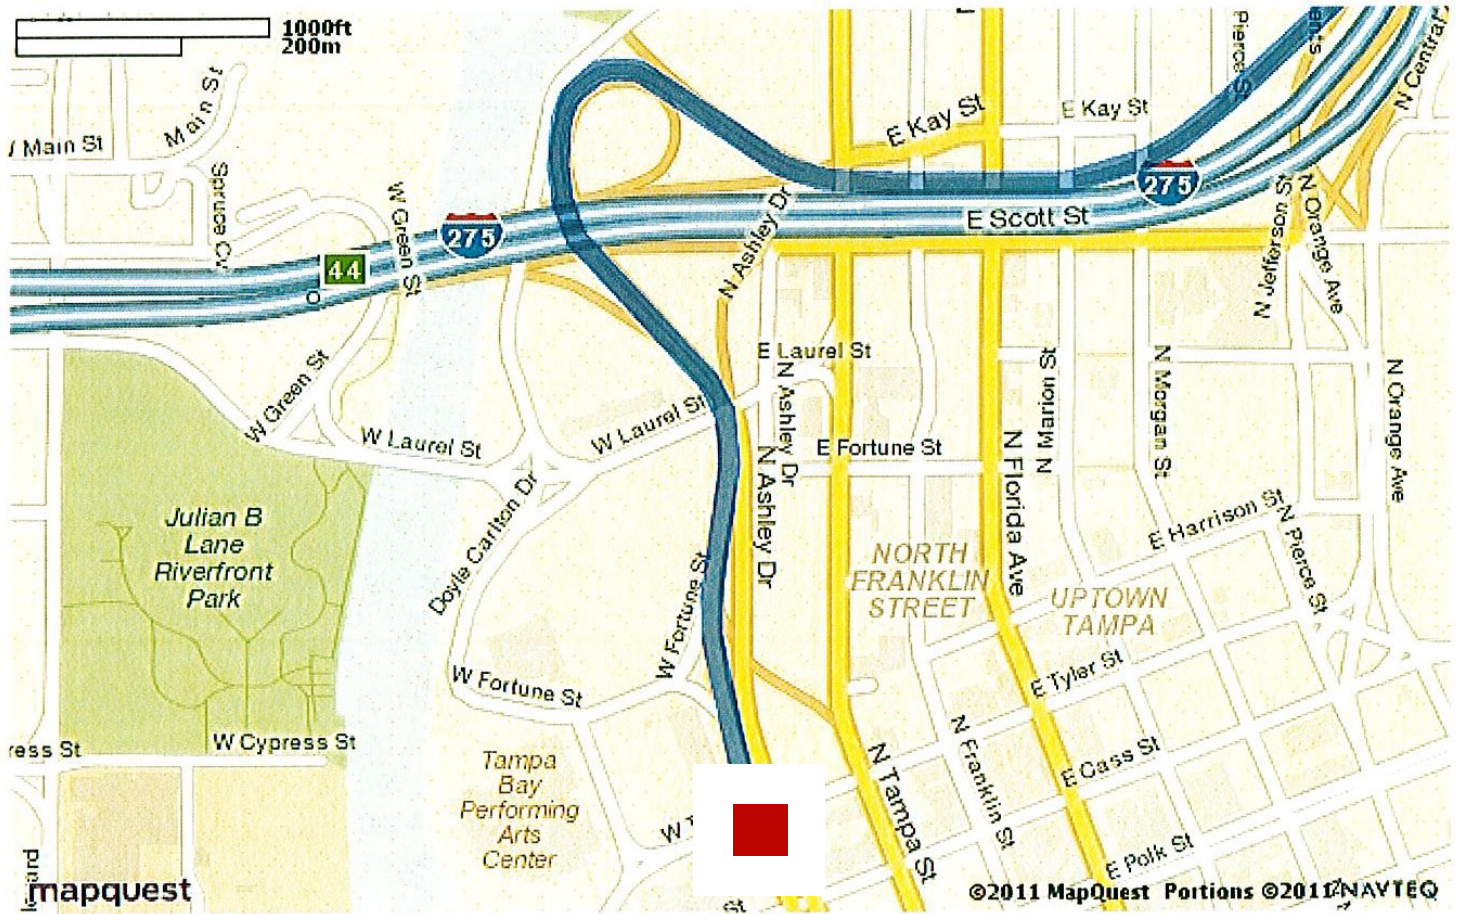 1000ft
200m
Main St
W Main St
Spruce Cv
W Green St
275
44
N Ashley Dr
E Kay St
E Kay St
Pierce St
N Central
275
E Scott St
N Jefferson St
N Orange Ave
W Green St
W Laurel St
W Laurel St
E Laurel St
N Ashley Dr
N Ashley Dr
E Fortune St
N Florida Ave
N Marion St
N Morgan St
N Orange Ave
E Harrison St
N Pierce St
Julian B
Lane
Riverfront
Park
Doyle Carlton Dr
W Fortune St
W Fortune St
NORTH
FRANKLIN
STREET
UPTOWN
TAMPA
E Tyler St
E Cass St
E Polk St
N Franklin St
N Tampa St
W Cypress St
ress St
Tampa
Bay
Performing
Arts
Center
W T
St
mapquest
©2011 MapQuest Portions ©2011 NAVTEQ